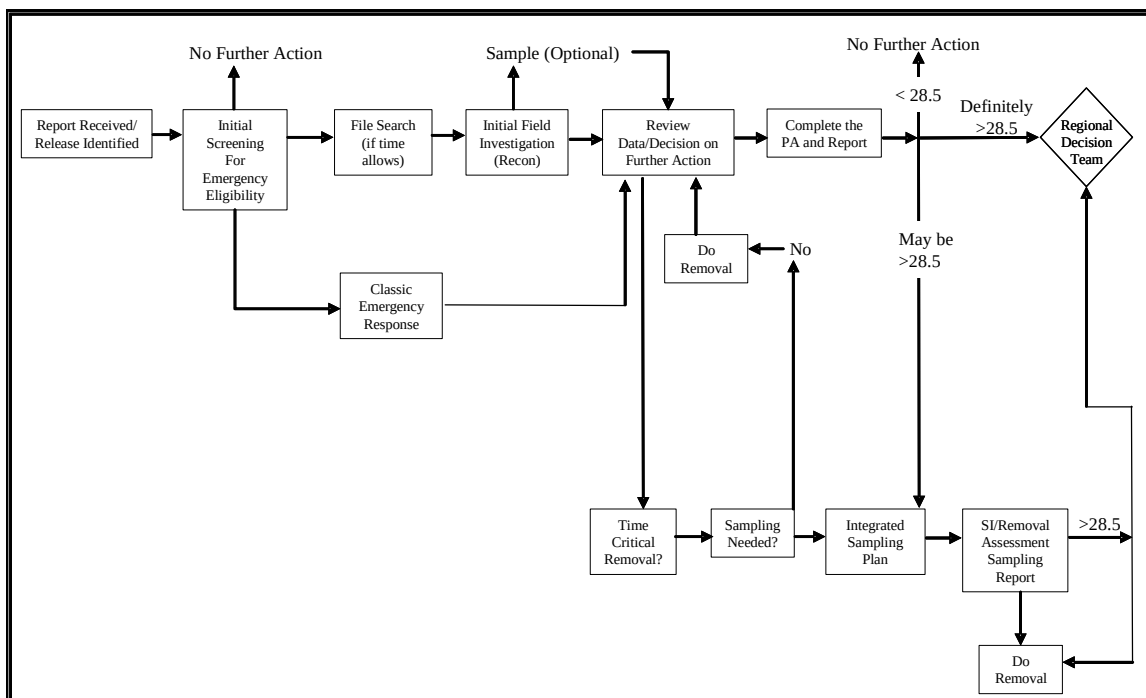 No Further Action
Sample (Optional)
No Further Action
< 28.5
Definitely
>28.5
Report Received/
Release Identified
Initial
Screening
For
Emergency
Eligibility
File Search
(if time
allows)
Initial Field
Investigation
(Recon)
Review
Data/Decision on
Further Action
Complete the
PA and Report
Regional
Decision
Team
Do
Removal
No
May be
>28.5
Classic
Emergency
Response
Time
Critical
Removal?
Sampling
Needed?
Integrated
Sampling
Plan
SI/Removal
Assessment
Sampling
Report
>28.5
Do
Removal